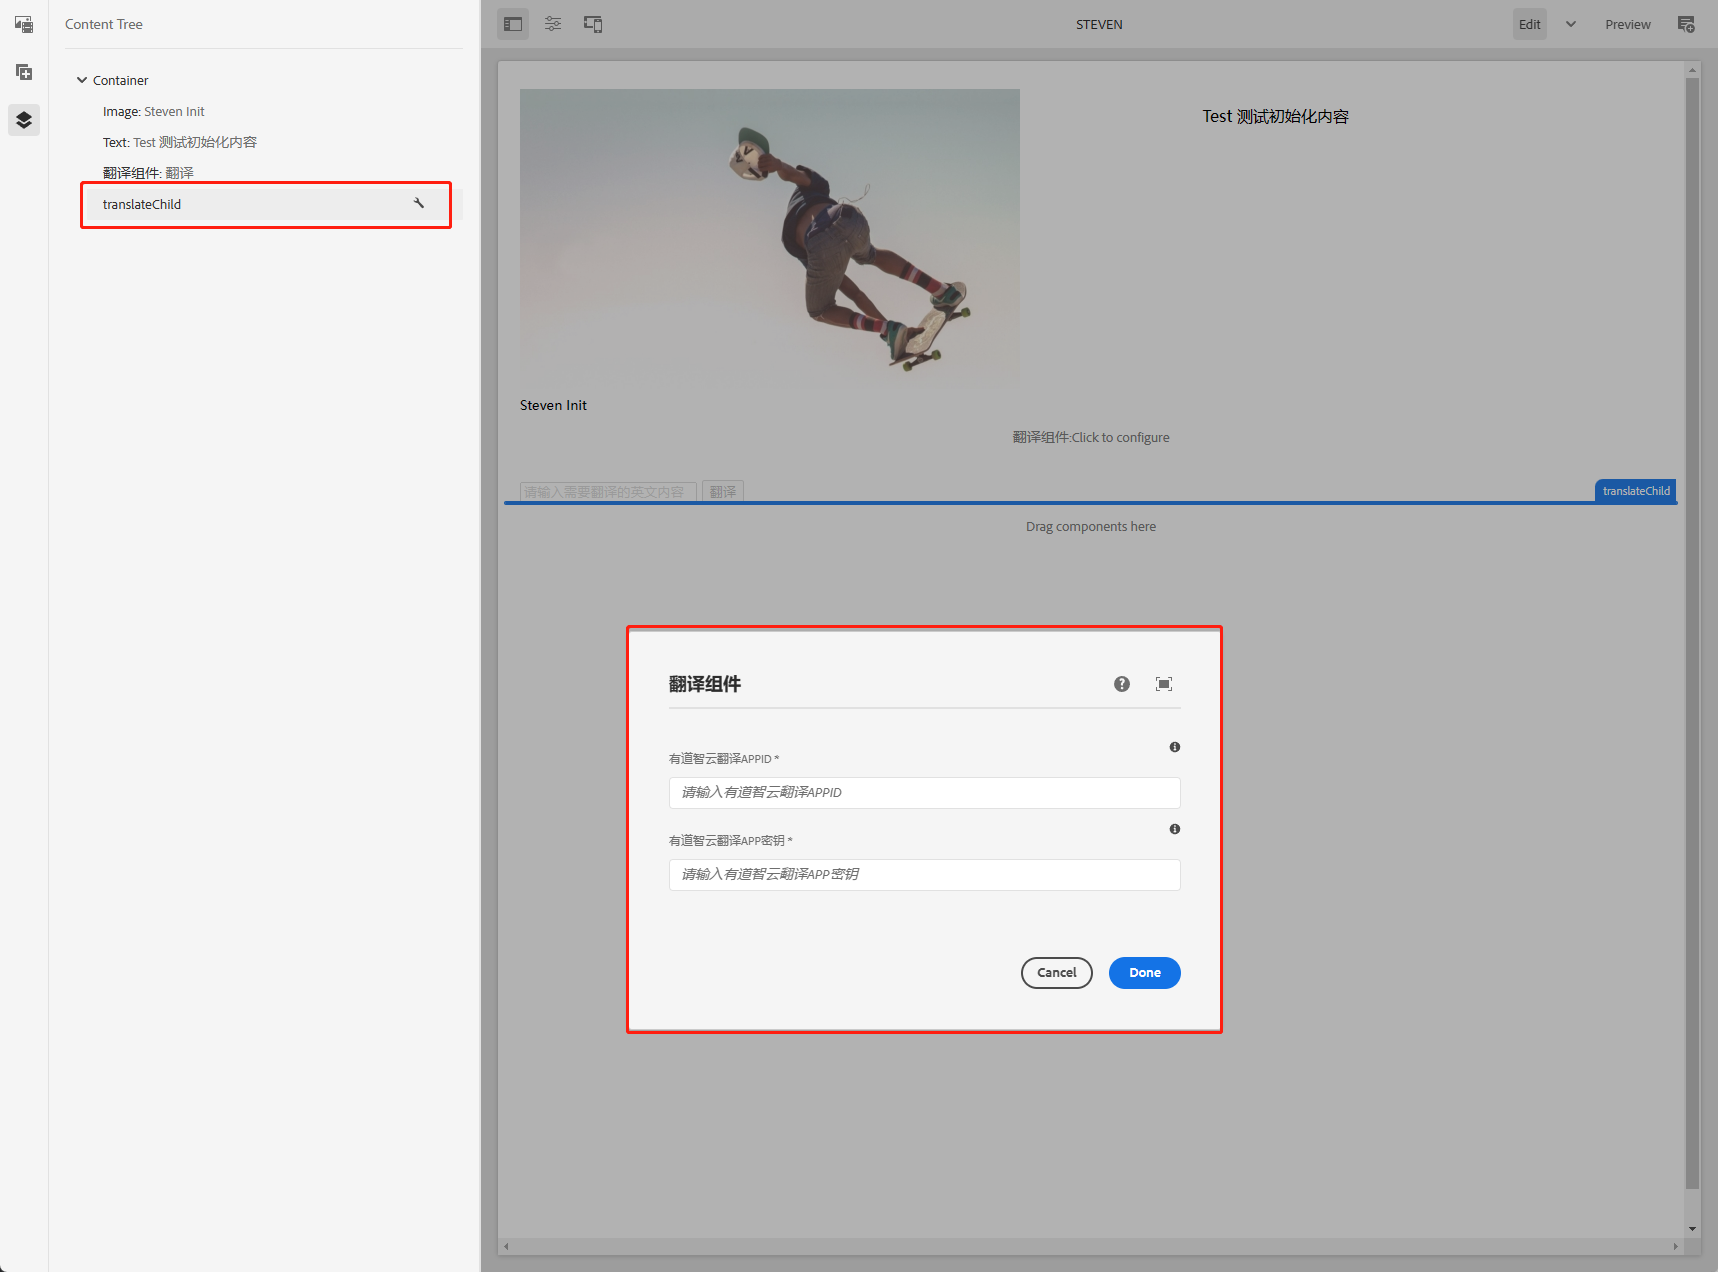 Content Tree
Container
Image: Steven Init
Text: Test 测试初始化内容
翻译组件: 翻译
translateChild
STEVEN
Edit
Preview
Test 测试初始化内容
Steven Init
翻译组件:Click to configure
请输入需要翻译的英文内容
翻译
translateChild
Drag components here
翻译组件
有道智云翻译APPID *
请输入有道智云翻译APPID
有道智云翻译APP密钥 *
请输入有道智云翻译APP密钥
Cancel
Done